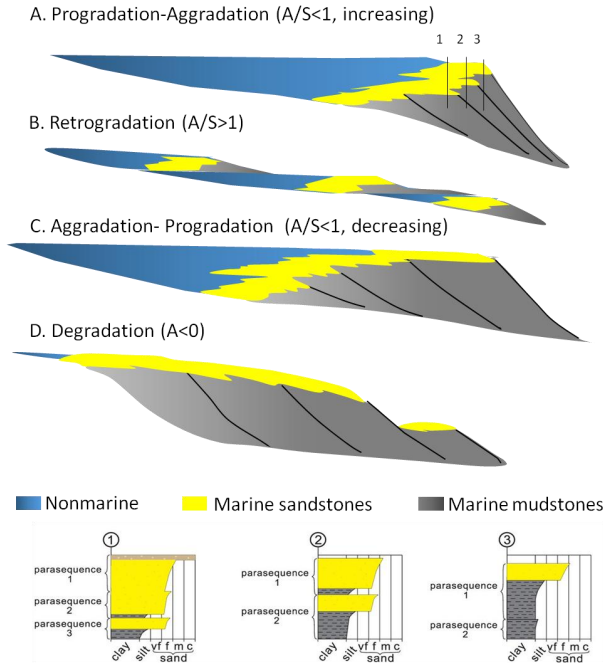 A. Progradation-Aggradation (A/S<1, increasing)
1 2 3
B. Retrogradation (A/S>1)
C. Aggradation- Progradation (A/S<1, decreasing)
D. Degradation (A<0)
Nonmarine Marine sandstones Marine mudstones
1 2 3
parasequence
1
parasequence
2
parasequence
3
clay silt vf f m c
sand
parasequence
1
parasequence
2
clay silt vf f m c
sand
parasequence
1
parasequence
2
clay silt vf f m c
sand